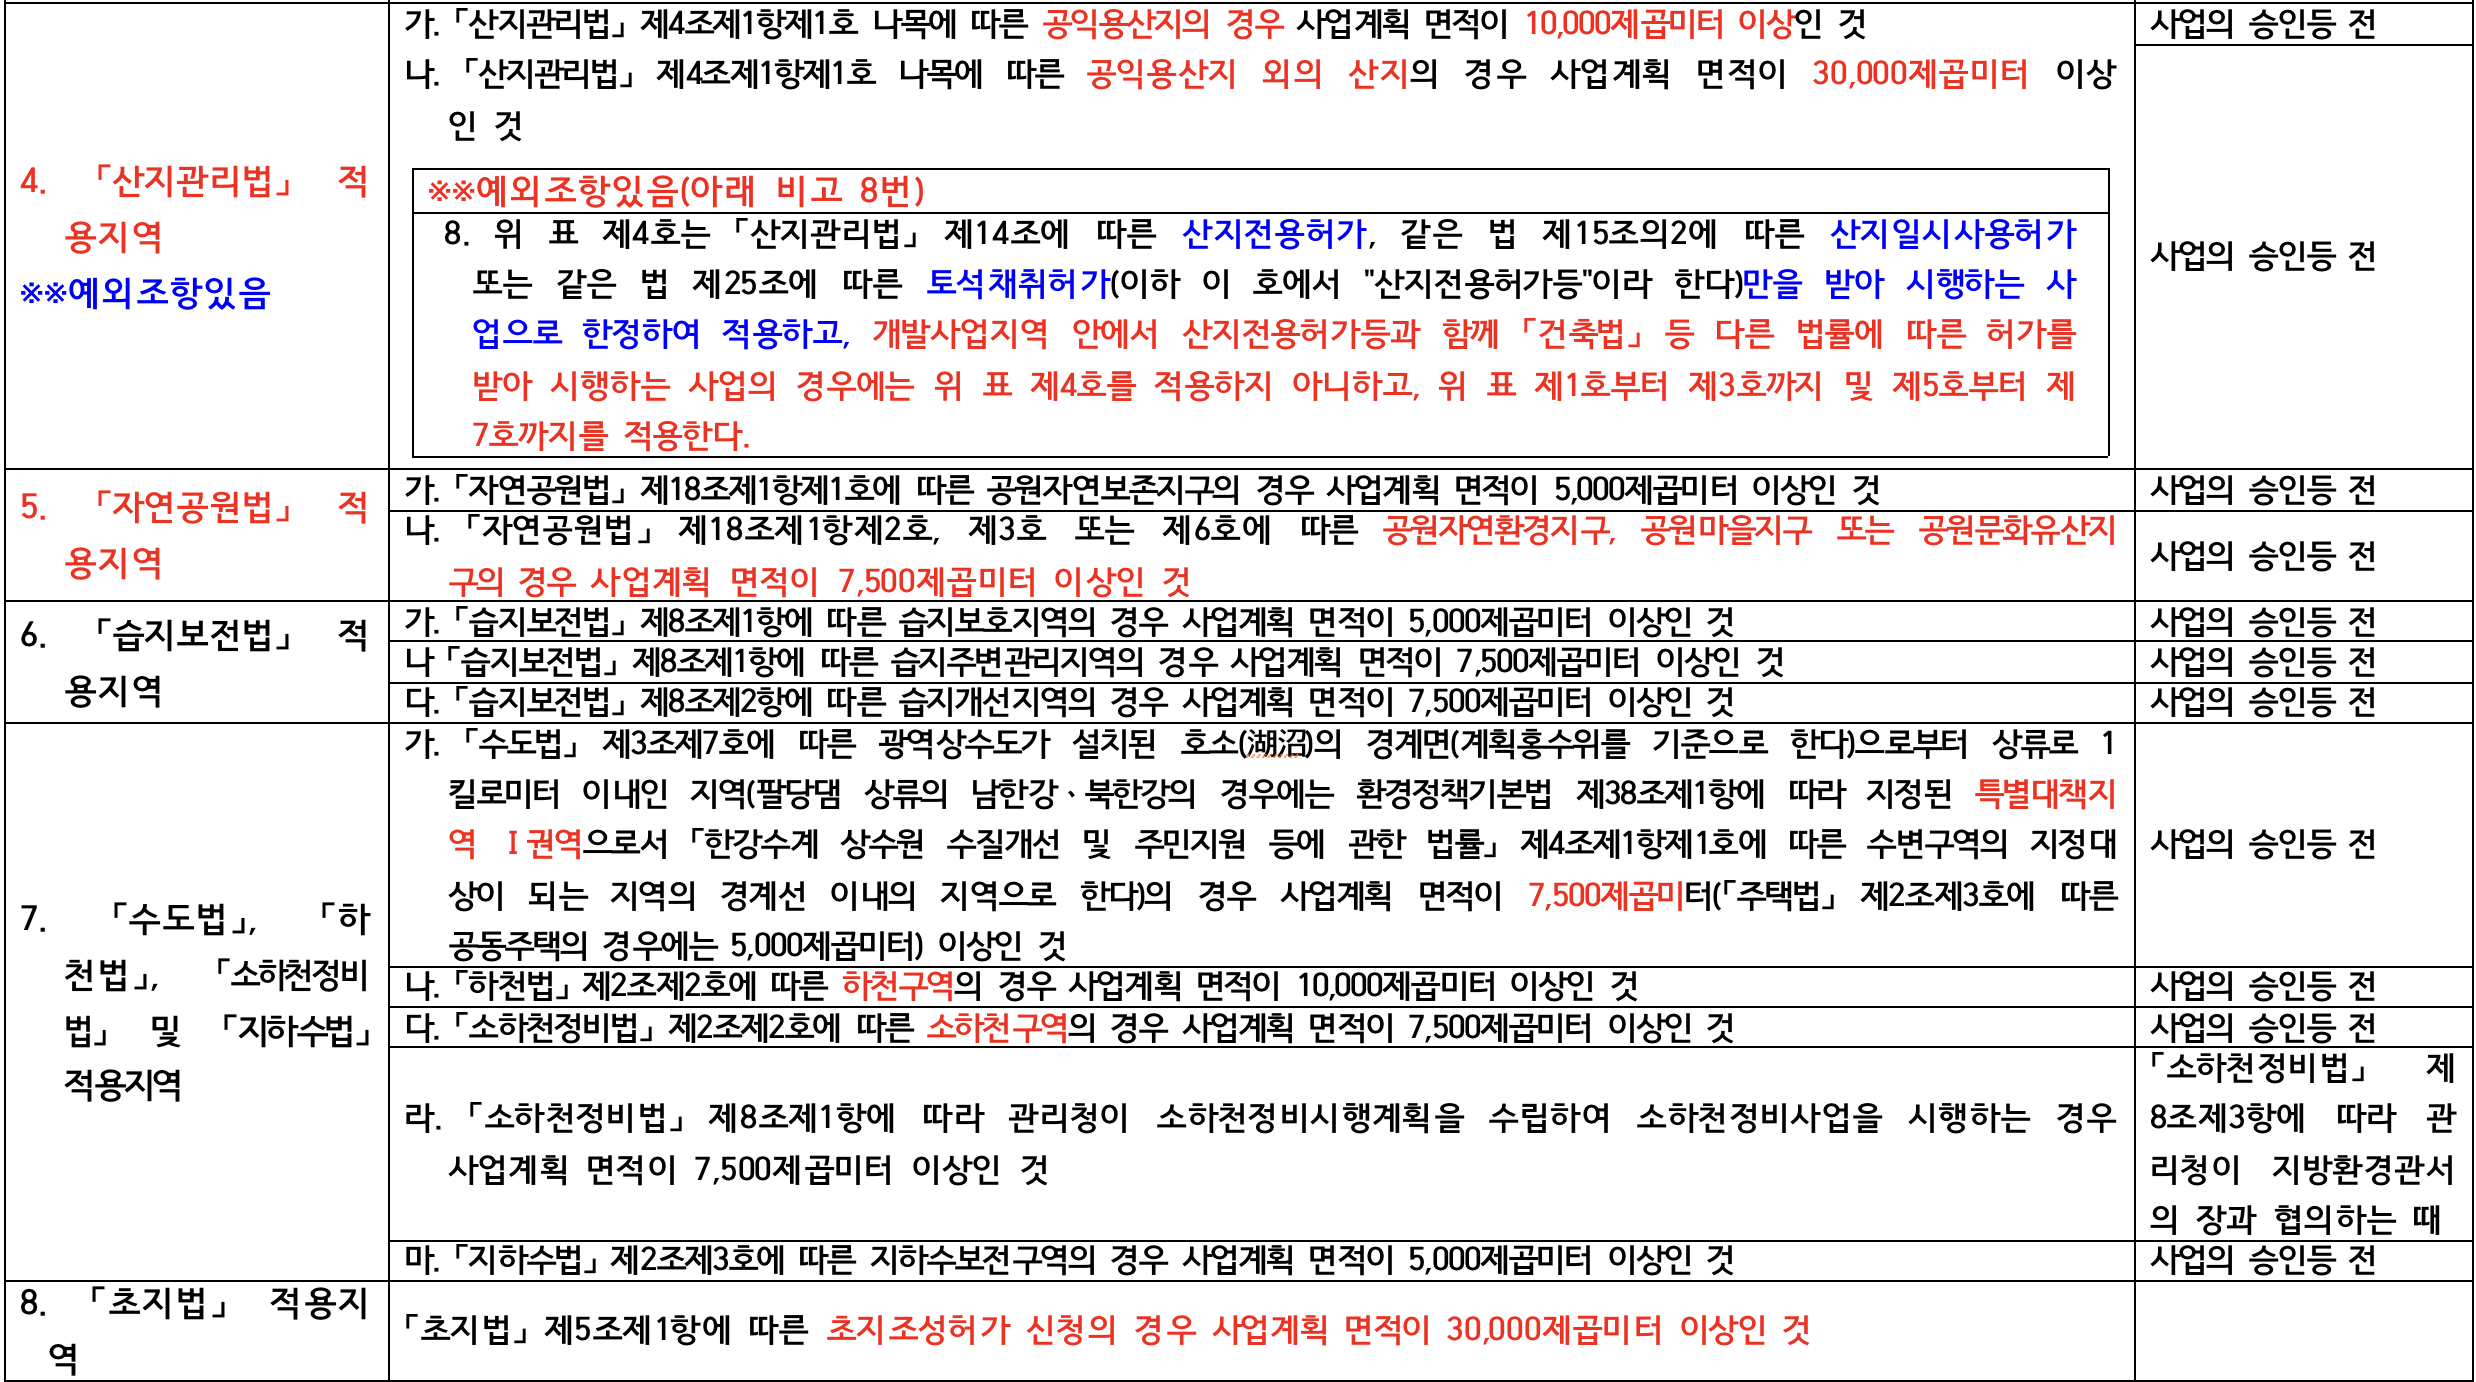 4. 「산지관리법」 적
용지역
※※예외조항있음
가.「산지관리법」제4조제1항제1호 나목에 따른 공익용산지의 경우 사업계획 면적이 10,000제곱미터 이상인 것
사업의 승인등 전
나. 「산지관리법」 제4조제1항제1호 나목에 따른 공익용산지 외의 산지의 경우 사업계획 면적이 30,000제곱미터 이상
인 것
※※예외조항있음(아래 비고 8번)
8. 위 표 제4호는「산지관리법」제14조에 따른 산지전용허가, 같은 법 제15조의2에 따른 산지일시사용허가
또는 같은 법 제25조에 따른 토석채취허가(이하 이 호에서 "산지전용허가등"이라 한다)만을 받아 시행하는 사
업으로 한정하여 적용하고, 개발사업지역 안에서 산지전용허가등과 함께「건축법」등 다른 법률에 따른 허가를
받아 시행하는 사업의 경우에는 위 표 제4호를 적용하지 아니하고, 위 표 제1호부터 제3호까지 및 제5호부터 제
7호까지를 적용한다.
사업의 승인등 전
5. 「자연공원법」 적
용지역
가.「자연공원법」제18조제1항제1호에 따른 공원자연보존지구의 경우 사업계획 면적이 5,000제곱미터 이상인 것
사업의 승인등 전
나. 「자연공원법」 제18조제1항제2호, 제3호 또는 제6호에 따른 공원자연환경지구, 공원마을지구 또는 공원문화유산지
구의 경우 사업계획 면적이 7,500제곱미터 이상인 것
사업의 승인등 전
6. 「습지보전법」 적
용지역
가.「습지보전법」제8조제1항에 따른 습지보호지역의 경우 사업계획 면적이 5,000제곱미터 이상인 것
사업의 승인등 전
나「습지보전법」제8조제1항에 따른 습지주변관리지역의 경우 사업계획 면적이 7,500제곱미터 이상인 것
사업의 승인등 전
다.「습지보전법」제8조제2항에 따른 습지개선지역의 경우 사업계획 면적이 7,500제곱미터 이상인 것
사업의 승인등 전
7. 「수도법」, 「하
천법」, 「소하천정비
법」 및 「지하수법」
적용지역
가. 「수도법」 제3조제7호에 따른 광역상수도가 설치된 호소(湖沼)의 경계면(계획홍수위를 기준으로 한다)으로부터 상류로 1
킬로미터 이내인 지역(팔당댐 상류의 남한강、북한강의 경우에는 환경정책기본법 제38조제1항에 따라 지정된 특별대책지
역 Ⅰ권역으로서「한강수계 상수원 수질개선 및 주민지원 등에 관한 법률」제4조제1항제1호에 따른 수변구역의 지정대
상이 되는 지역의 경계선 이내의 지역으로 한다)의 경우 사업계획 면적이 7,500제곱미터(「주택법」 제2조제3호에 따른
공동주택의 경우에는 5,000제곱미터) 이상인 것
사업의 승인등 전
나.「하천법」제2조제2호에 따른 하천구역의 경우 사업계획 면적이 10,000제곱미터 이상인 것
사업의 승인등 전
다.「소하천정비법」제2조제2호에 따른 소하천구역의 경우 사업계획 면적이 7,500제곱미터 이상인 것
사업의 승인등 전
라. 「소하천정비법」제8조제1항에 따라 관리청이 소하천정비시행계획을 수립하여 소하천정비사업을 시행하는 경우
사업계획 면적이 7,500제곱미터 이상인 것
「소하천정비법」 제
8조제3항에 따라 관
리청이 지방환경관서
의 장과 협의하는 때
마.「지하수법」제2조제3호에 따른 지하수보전구역의 경우 사업계획 면적이 5,000제곱미터 이상인 것
사업의 승인등 전
8. 「초지법」 적용지
역
「초지법」제5조제1항에 따른 초지조성허가 신청의 경우 사업계획 면적이 30,000제곱미터 이상인 것